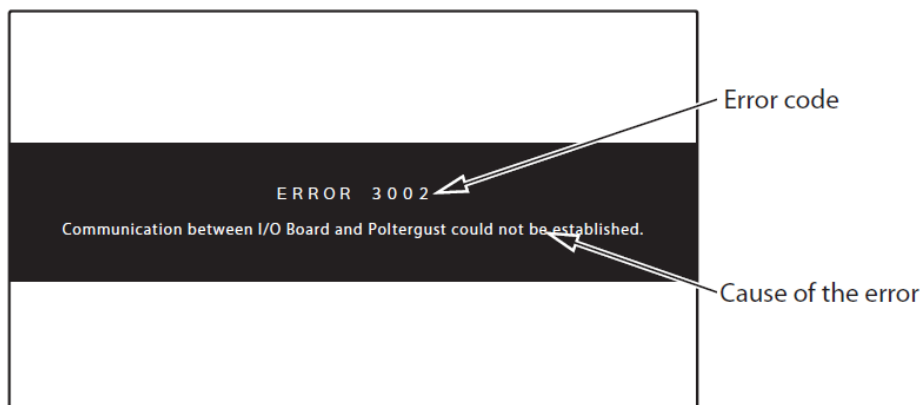 Error code
ERROR 3002
Communication between I/O Board and Poltergust could not be established.
Cause of the error